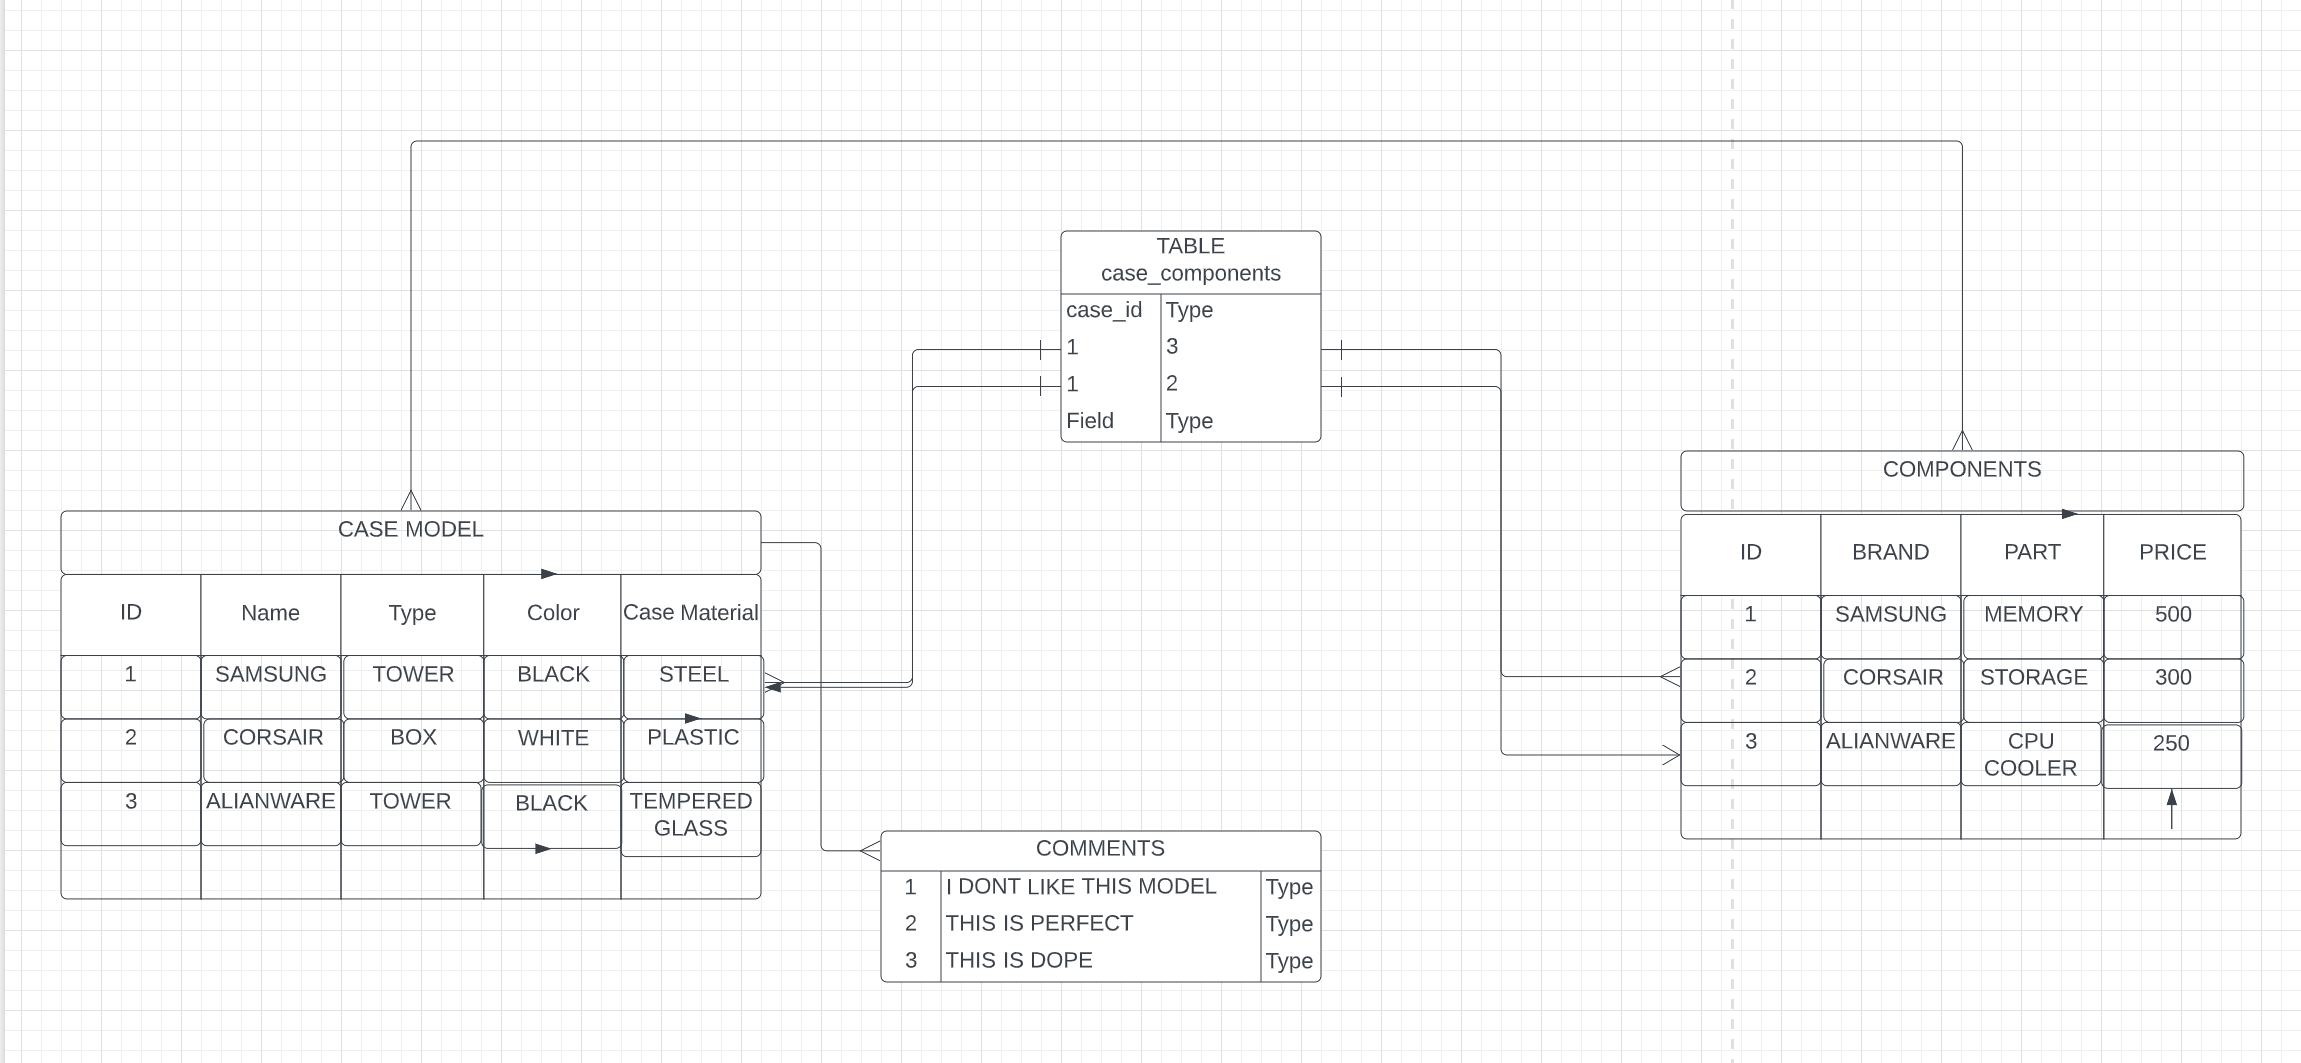 TABLE
case_components
case_id Type
1 3
1 2
Field Type
CASE MODEL
ID Name Type Color Case Material
1 SAMSUNG TOWER BLACK STEEL
2 CORSAIR BOX WHITE PLASTIC
3 ALIANWARE TOWER BLACK TEMPERED
GLASS
COMMENTS
1 I DONT LIKE THIS MODEL Type
2 THIS IS PERFECT Type
3 THIS IS DOPE Type
COMPONENTS
ID BRAND PART PRICE
1 SAMSUNG MEMORY 500
2 CORSAIR STORAGE 300
3 ALIANWARE CPU 250
COOLER